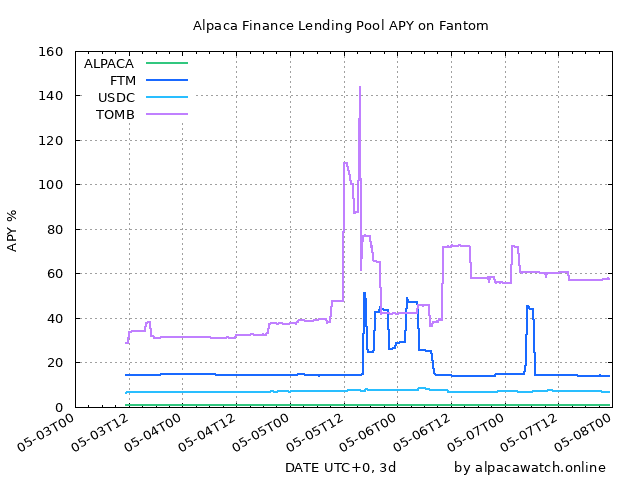 Alpaca Finance Lending Pool APY on Fantom
160
140
120
100
80
60
40
20
0
APY %
ALPACA
FTM
USDC
TOMB
05-03T00
05-03T12
05-04T00
05-04T12
05-05T00
05-05T12
05-06T00
05-06T12
05-07T00
05-07T12
05-08T00
DATE UTC+0, 3d
by alpacawatch.online